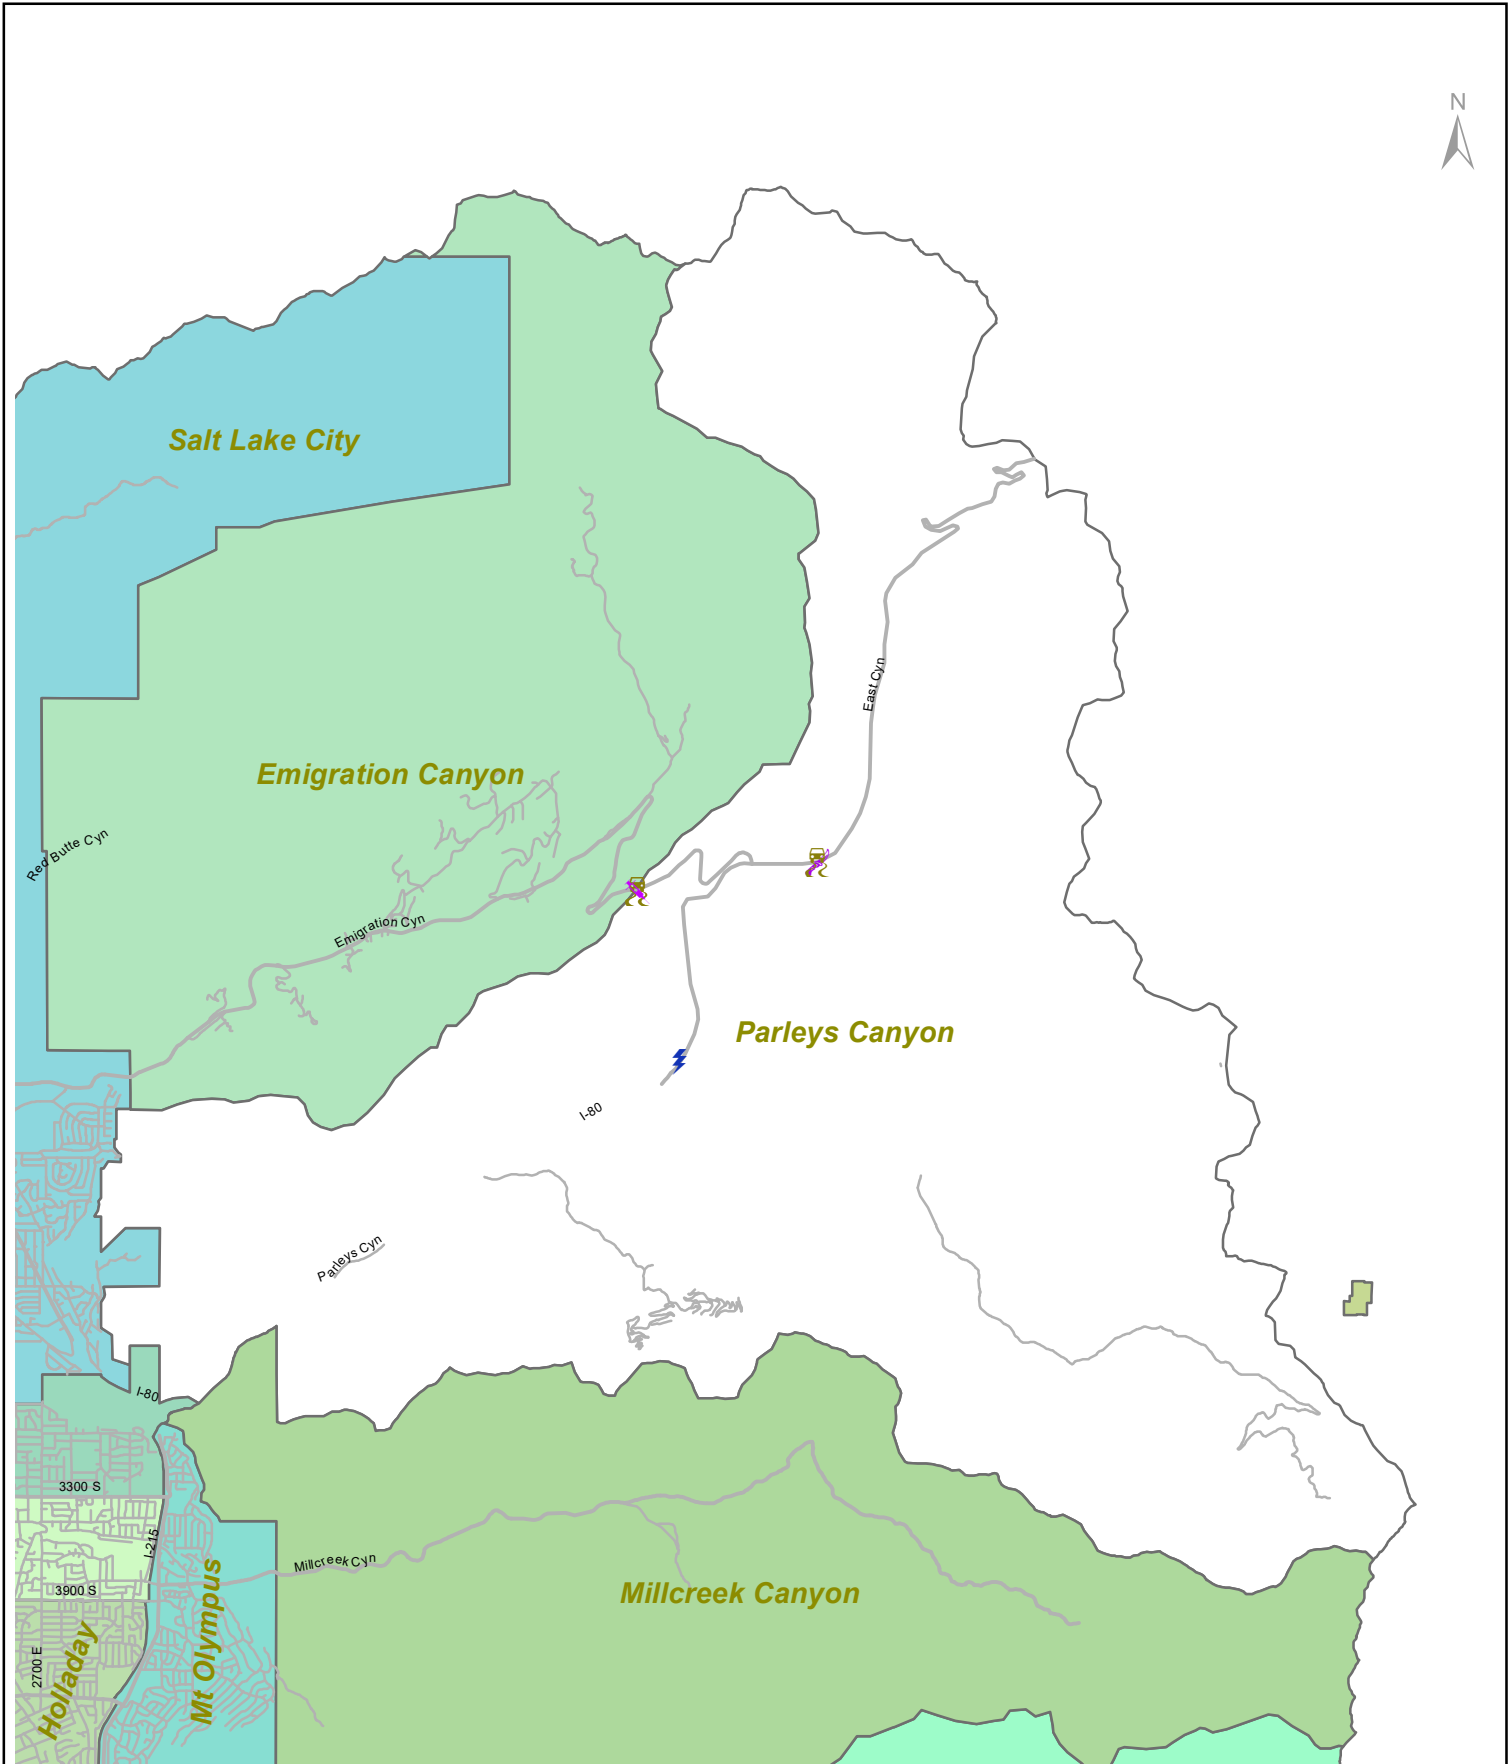 N
Salt Lake City
East Cyn
Emigration Canyon
Red Butte Cyn
Emigration Cyn
Parleys Canyon
I-80
Parleys Cyn
I-80
3300 S
I-215
Millcreek Cyn
3900 S
Millcreek Canyon
Mt Olympus
2700 E
Holladay